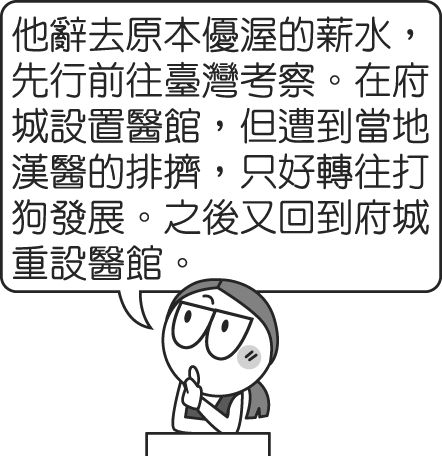 他辭去原本優渥的薪水，
先行前往臺灣考察。在府
城設置醫館，但遭到當地
漢醫的排擠，只好轉往打
狗發展。之後又回到府城
重設醫館。